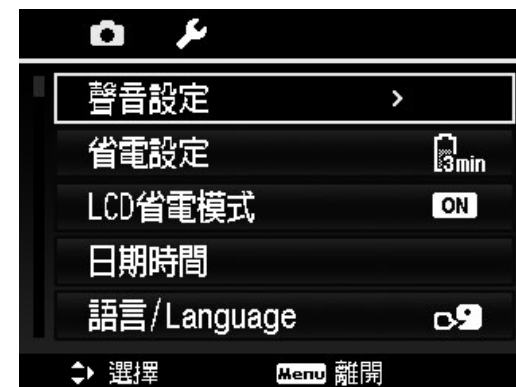 聲音設定
省電設定 3min
LCD省電模式 ON
日期時間
語言/Language
選擇 Menu 離開